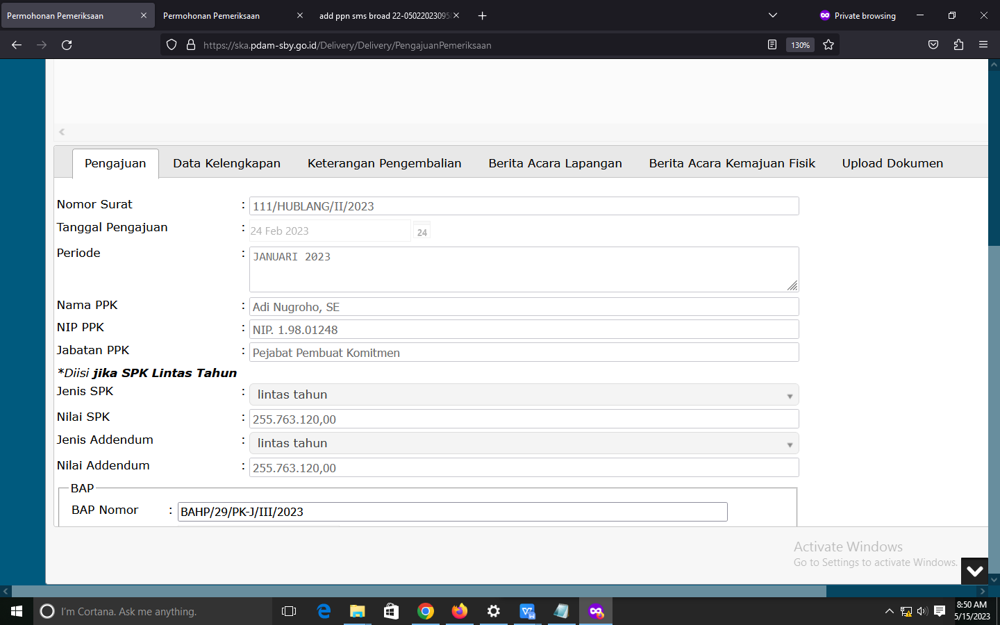 Permohonan Pemeriksaan
Permohonan Pemeriksaan
add ppn sms broad 22-0502202309
Private browsing
https://ska.pdam-sby.go.id/Delivery/Delivery/PengajuanPemeriksaan
130%
Pengajuan
Data Kelengkapan
Keterangan Pengembalian
Berita Acara Lapangan
Berita Acara Kemajuan Fisik
Upload Dokumen
Nomor Surat : 111/HUBLANG/II/2023
Tanggal Pengajuan : 24 Feb 2023 24
Periode : JANUARI 2023
Nama PPK : Adi Nugroho, SE
NIP PPK : NIP. 1.98.01248
Jabatan PPK : Pejabat Pembuat Komitmen
*Diisi jika SPK Lintas Tahun
Jenis SPK : lintas tahun
Nilai SPK : 255.763.120,00
Jenis Addendum : lintas tahun
Nilai Addendum : 255.763.120,00
BAP
BAP Nomor : BAHP/29/PK-J/III/2023
Activate Windows
Go to Settings to activate Windows.
I'm Cortana. Ask me anything.
8:50 AM
5/15/2023